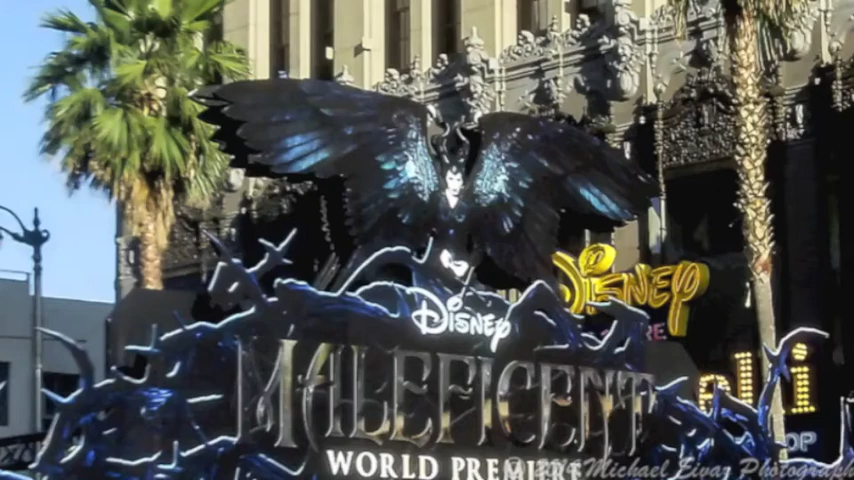 Disney
Disney
MALEFICENT
WORLD PREMIERE
Michael Eivaz Photography